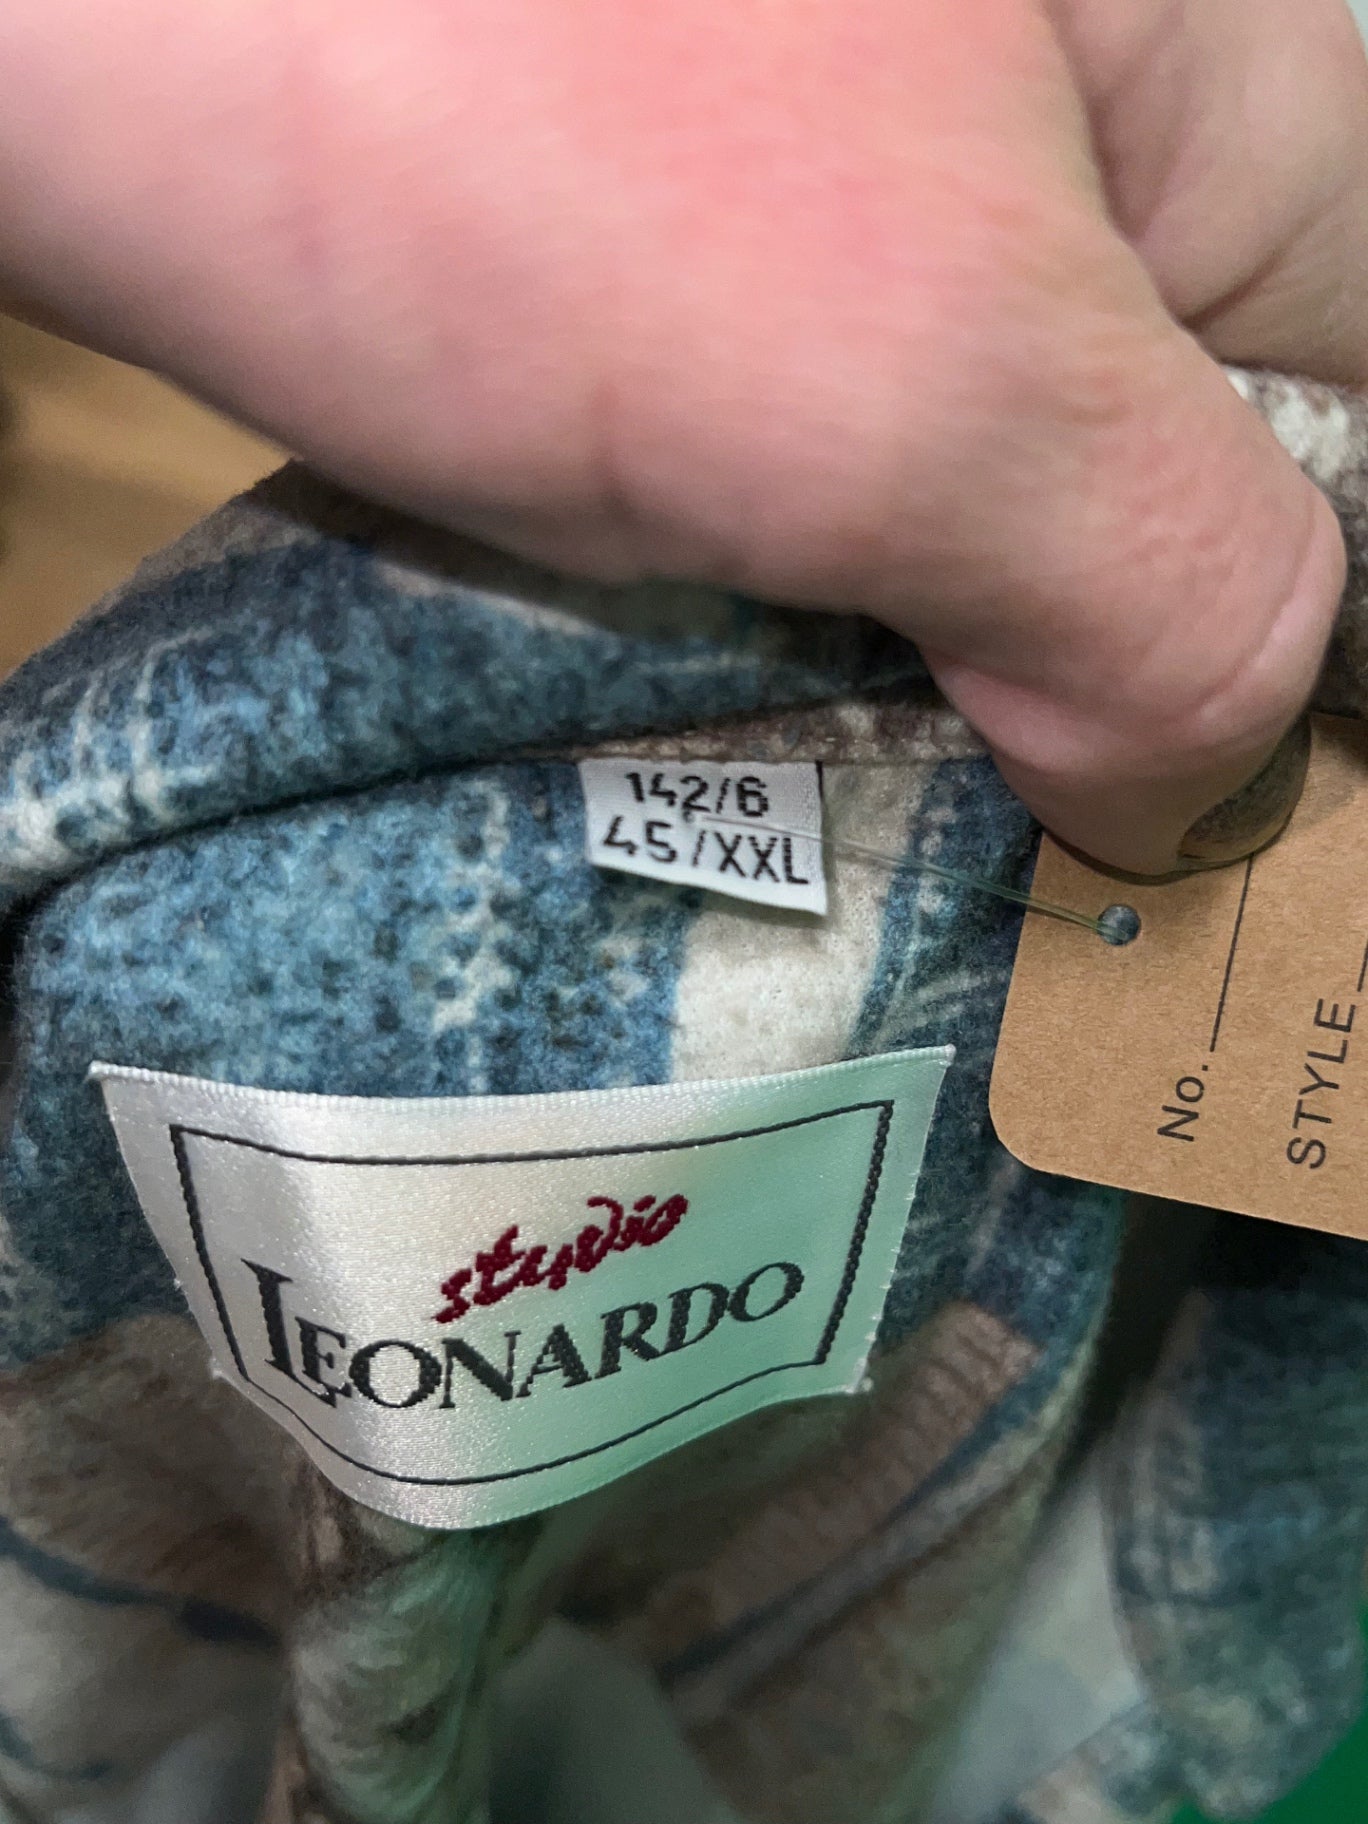 142/6
45/XXL
No.
STYLE
studio
LEONARDO